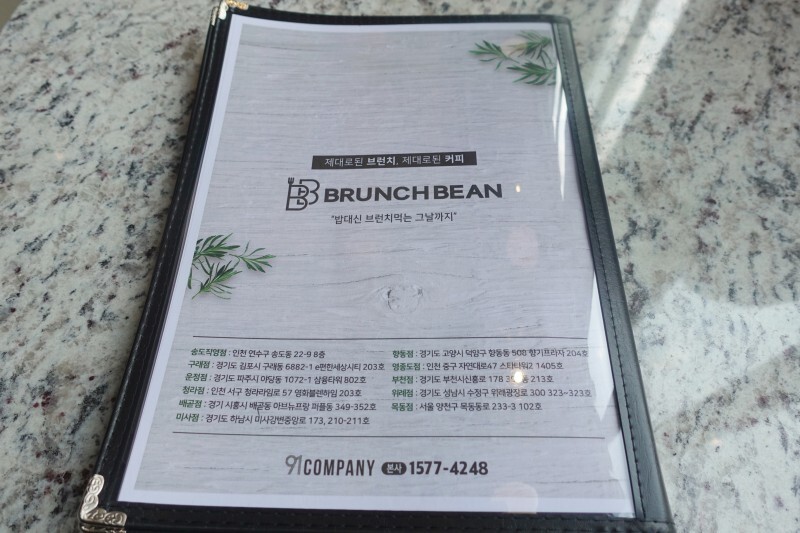 제대로된 브런치, 제대로된 커피
BRUNCH BEAN
"밥대신 브런치먹는 그날까지"
송도직영점 : 인천 연수구 송도동 22-9 8층
구래점 : 경기도 김포시 구래동 6882-1 e편한세상시티 203호
운정점 : 경기도 파주시 야당동 1072-1 삼융타워 802호
청라점 : 인천 서구 청라라임로 57 영화블렌하임 203호
배곧점 : 경기 시흥시 배곧동 아브뉴프랑 퍼플동 349-352호
미사점 : 경기도 하남시 미사강변중앙로 173, 210-211호
향동점 : 경기도 고양시 덕양구 향동동 508 향기프라자 204호
영종도점 : 인천 중구 자연대로47 스타타워2 1405호
부천점 : 경기도 부천시신흥로 178 213호
위례점 : 경기도 성남시 수정구 위례광장로 300 323~323호
목동점 : 서울 양천구 목동동로 233-3 102호
91COMPANY 본사 1577-4248